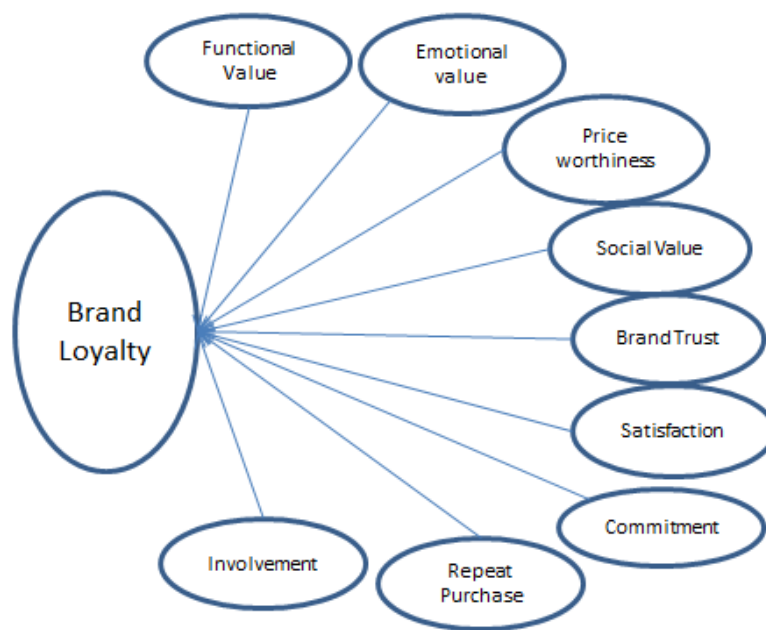 Functional
Value
Emotional
value
Price
worthiness
Social Value
Brand
Loyalty
Brand Trust
Satisfaction
Commitment
Involvement
Repeat
Purchase